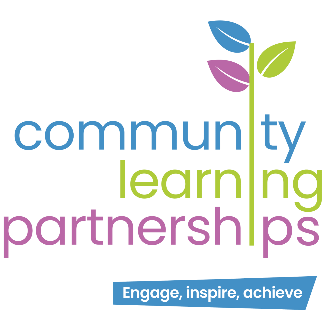 community
learning
partnerships
Engage, inspire, achieve